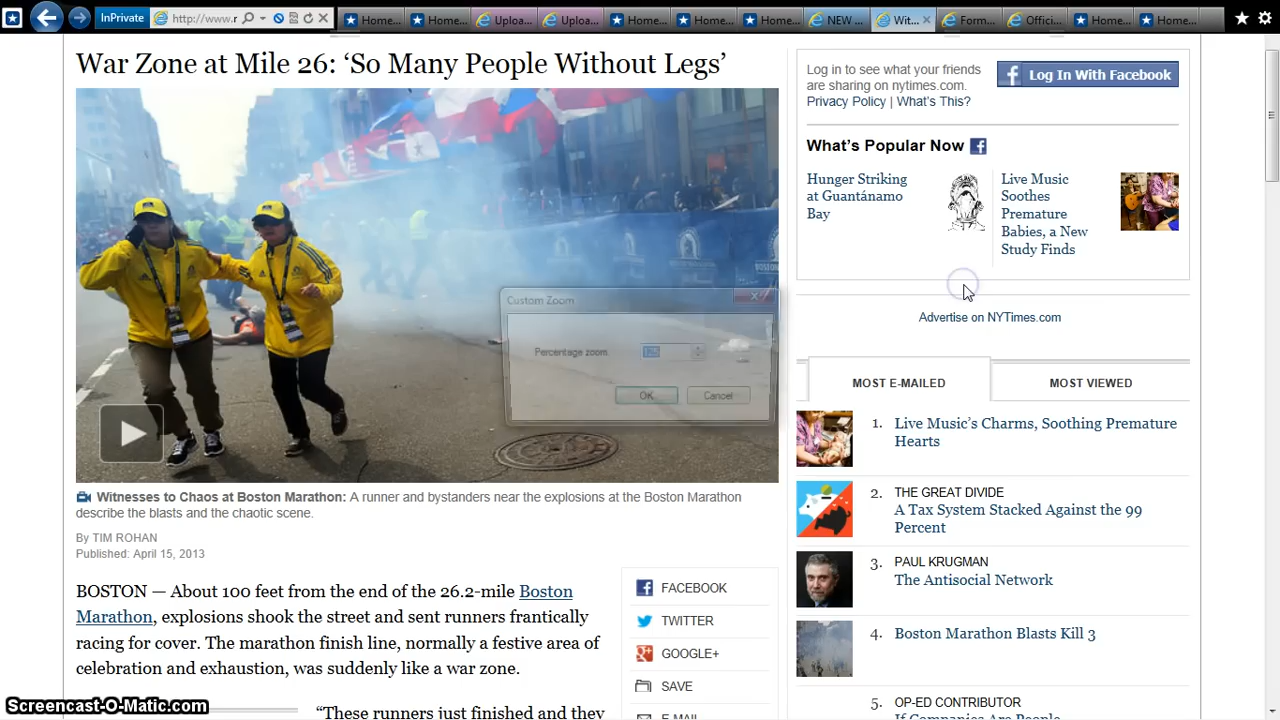 InPrivate
http://www.r
Home...
Home...
Uploa...
Uploa...
Home...
Home...
Home...
NEW ...
Wit...
Form...
Offici...
Home...
Home...
War Zone at Mile 26: ‘So Many People Without Legs’
Witnesses to Chaos at Boston Marathon: A runner and bystanders near the explosions at the Boston Marathon
describe the blasts and the chaotic scene.
By TIM ROHAN
Published: April 15, 2013
BOSTON — About 100 feet from the end of the 26.2-mile Boston
Marathon, explosions shook the street and sent runners frantically
racing for cover. The marathon finish line, normally a festive area of
celebration and exhaustion, was suddenly like a war zone.
“These runners just finished and they
FACEBOOK
TWITTER
GOOGLE+
SAVE
E-MAIL
Custom Zoom
Percentage zoom:
125
OK
Cancel
Log in to see what your friends
are sharing on nytimes.com.
Privacy Policy | What’s This?
Log In With Facebook
What’s Popular Now
Hunger Striking
at Guantánamo
Bay
Live Music
Soothes
Premature
Babies, a New
Study Finds
Advertise on NYTimes.com
MOST E-MAILED
MOST VIEWED
1. Live Music’s Charms, Soothing Premature
Hearts
2. THE GREAT DIVIDE
A Tax System Stacked Against the 99
Percent
3. PAUL KRUGMAN
The Antisocial Network
4. Boston Marathon Blasts Kill 3
5. OP-ED CONTRIBUTOR
If Companies Are People
Screencast-O-Matic.com